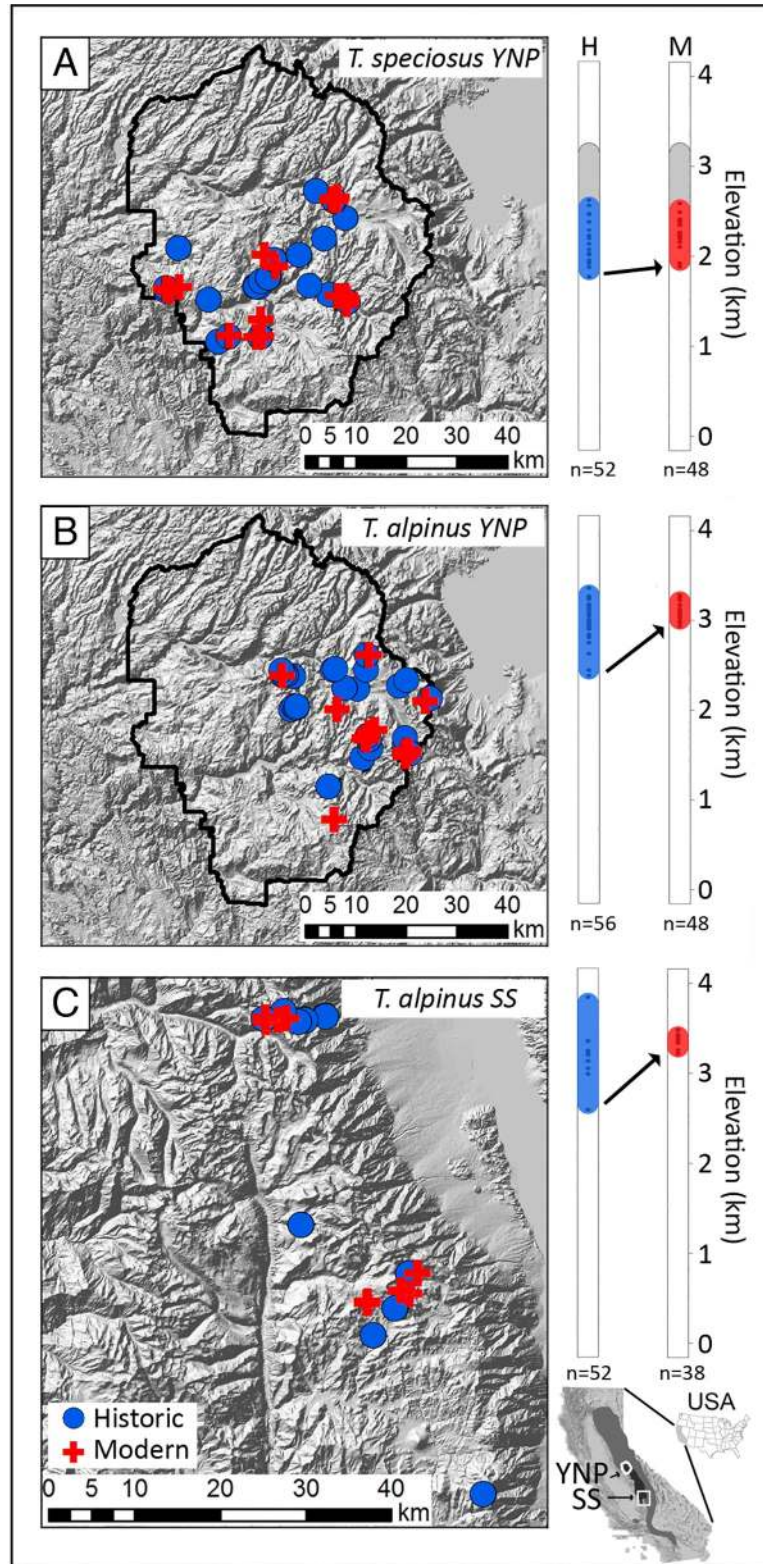 A
T. speciosus YNP
0 5 10 20 30 40
km
H M
4
3
2
1
0
Elevation (km)
n=52 n=48
B
T. alpinus YNP
0 5 10 20 30 40
km
4
3
2
1
0
Elevation (km)
n=56 n=48
C
T. alpinus SS
Historic
Modern
0 5 10 20 30 40
km
4
3
2
1
0
Elevation (km)
n=52 n=38
USA
YNP
SS